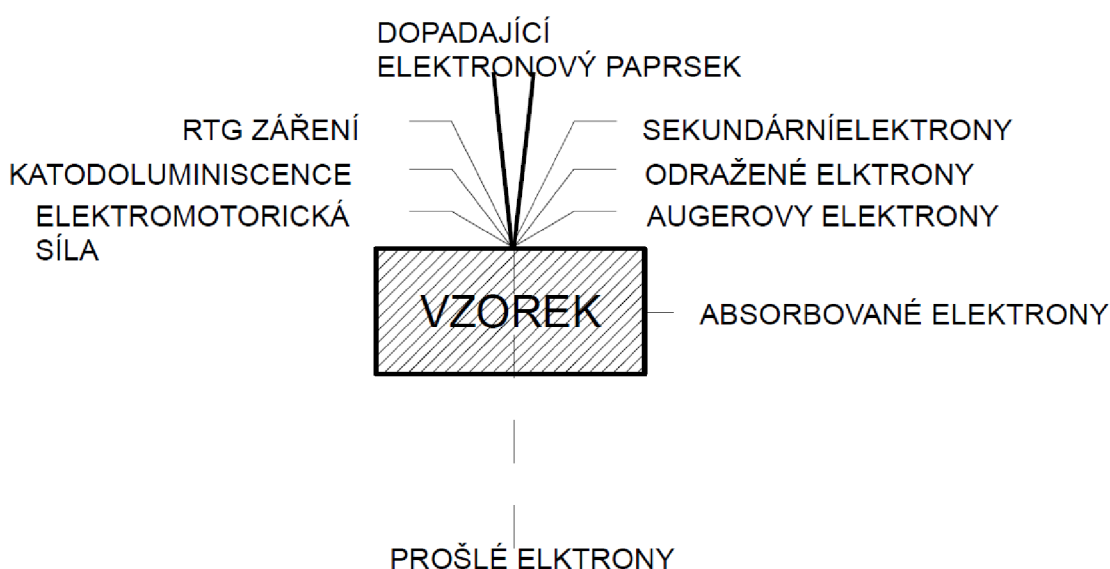 DOPADAJÍCÍ
ELEKTRONOVÝ PAPRSEK
RTG ZÁŘENÍ
SEKUNDÁRNÍELEKTRONY
KATODOLUMINISCENCE
ODRAŽENÉ ELKTRONY
ELEKTROMOTORICKÁ
SÍLA
AUGEROVY ELEKTRONY
VZOREK
ABSORBOVANÉ ELEKTRONY
PROŠLÉ ELKTRONY